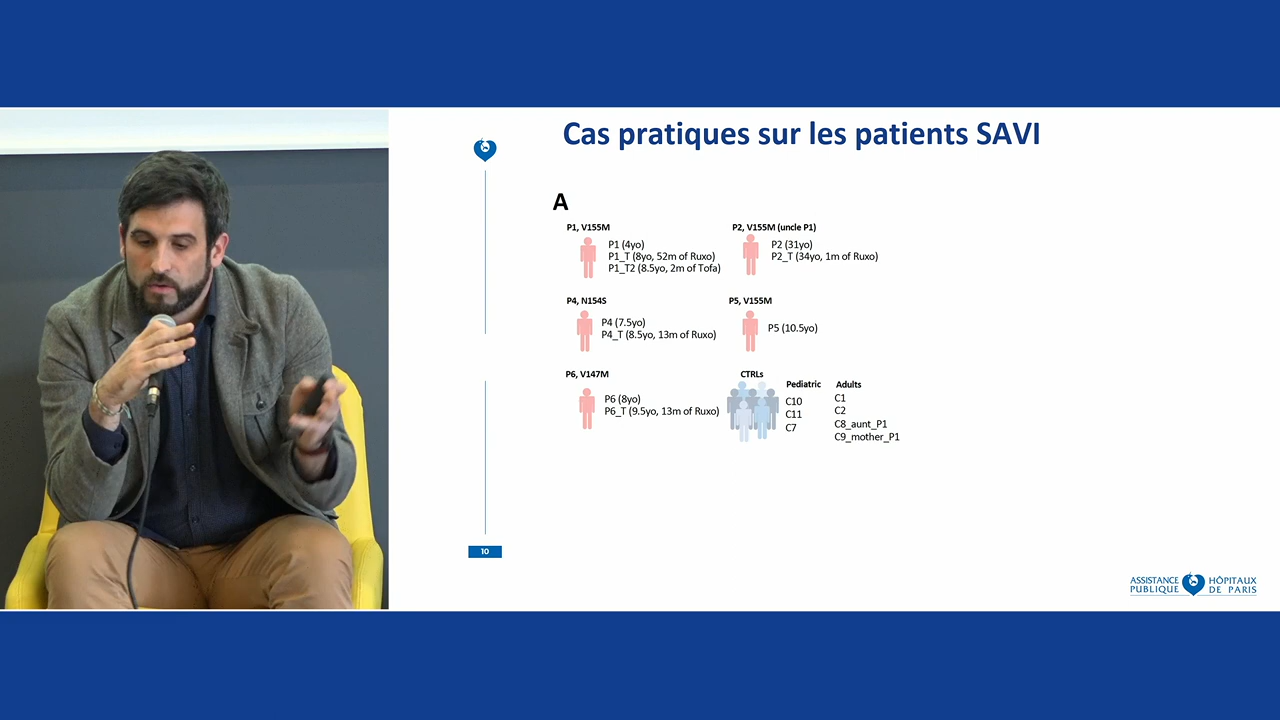 Cas pratiques sur les patients SAVI
A
P1, V155M
P1 (4yo)
P1_T (8yo, 52m of Ruxo)
P1_T2 (8.5yo, 2m of Tofa)
P2, V155M (uncle P1)
P2 (31yo)
P2_T (34yo, 1m of Ruxo)
P4, N154S
P4 (7.5yo)
P4_T (8.5yo, 13m of Ruxo)
P5, V155M
P5 (10.5yo)
P6, V147M
P6 (8yo)
P6_T (9.5yo, 13m of Ruxo)
CTRLs
Pediatric
C10
C11
C7
Adults
C1
C2
C8_aunt_P1
C9_mother_P1
10
ASSISTANCE HÔPITAUX
PUBLIQUE DE PARIS